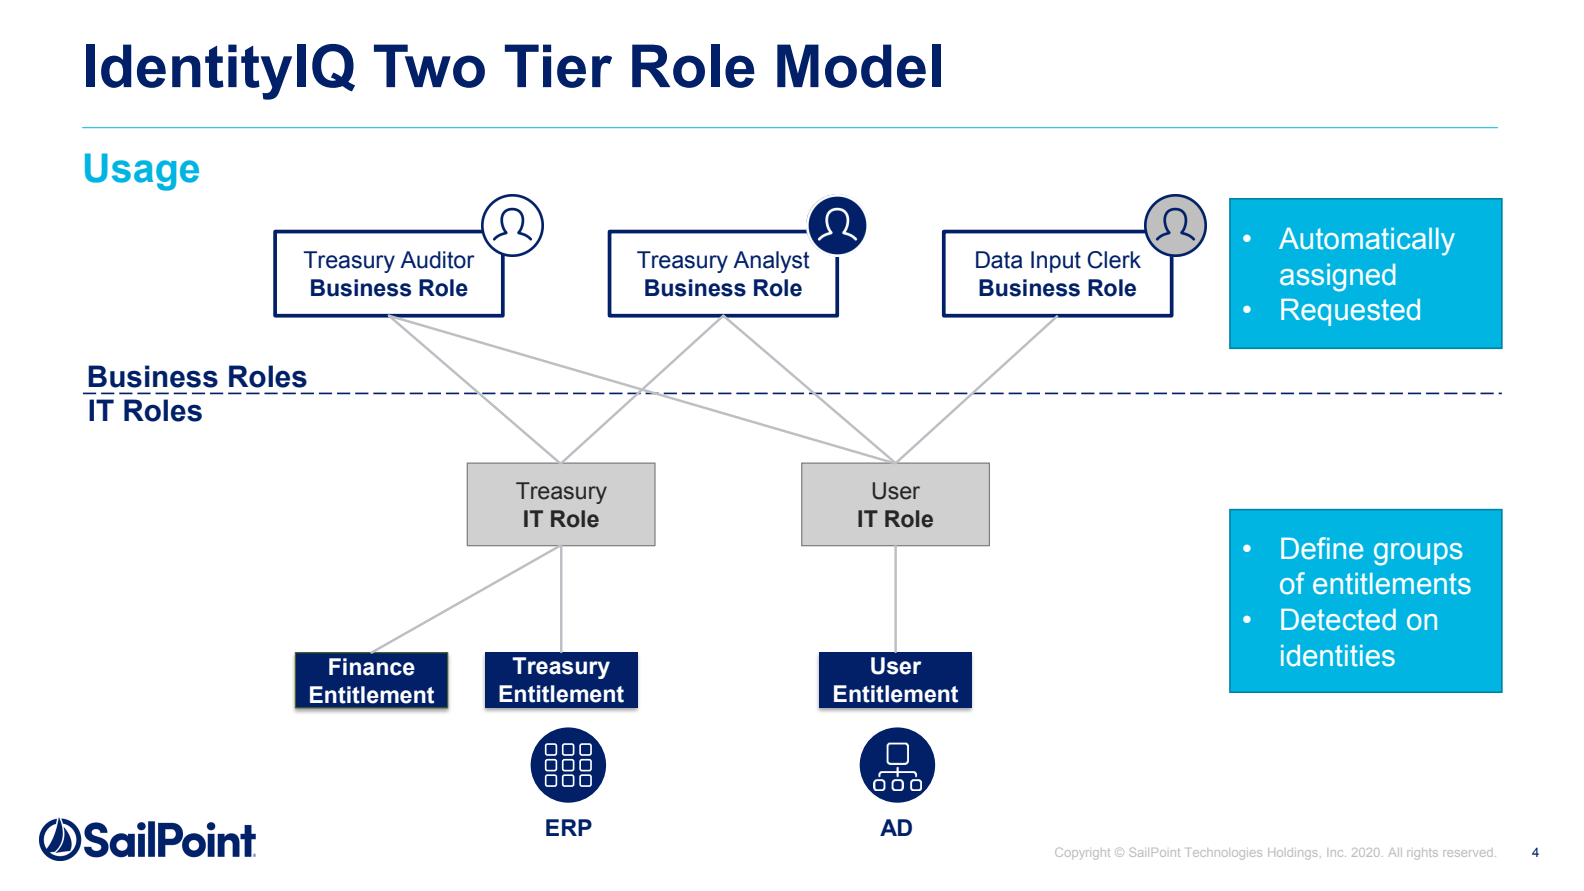 IdentityIQ Two Tier Role Model
Usage
Treasury Auditor
Business Role
Treasury Analyst
Business Role
Data Input Clerk
Business Role
• Automatically
assigned
• Requested
Business Roles
IT Roles
Treasury
IT Role
User
IT Role
• Define groups
of entitlements
• Detected on
identities
Finance
Entitlement
Treasury
Entitlement
User
Entitlement
ERP
AD
SailPoint
Copyright © SailPoint Technologies Holdings, Inc. 2020. All rights reserved.
4